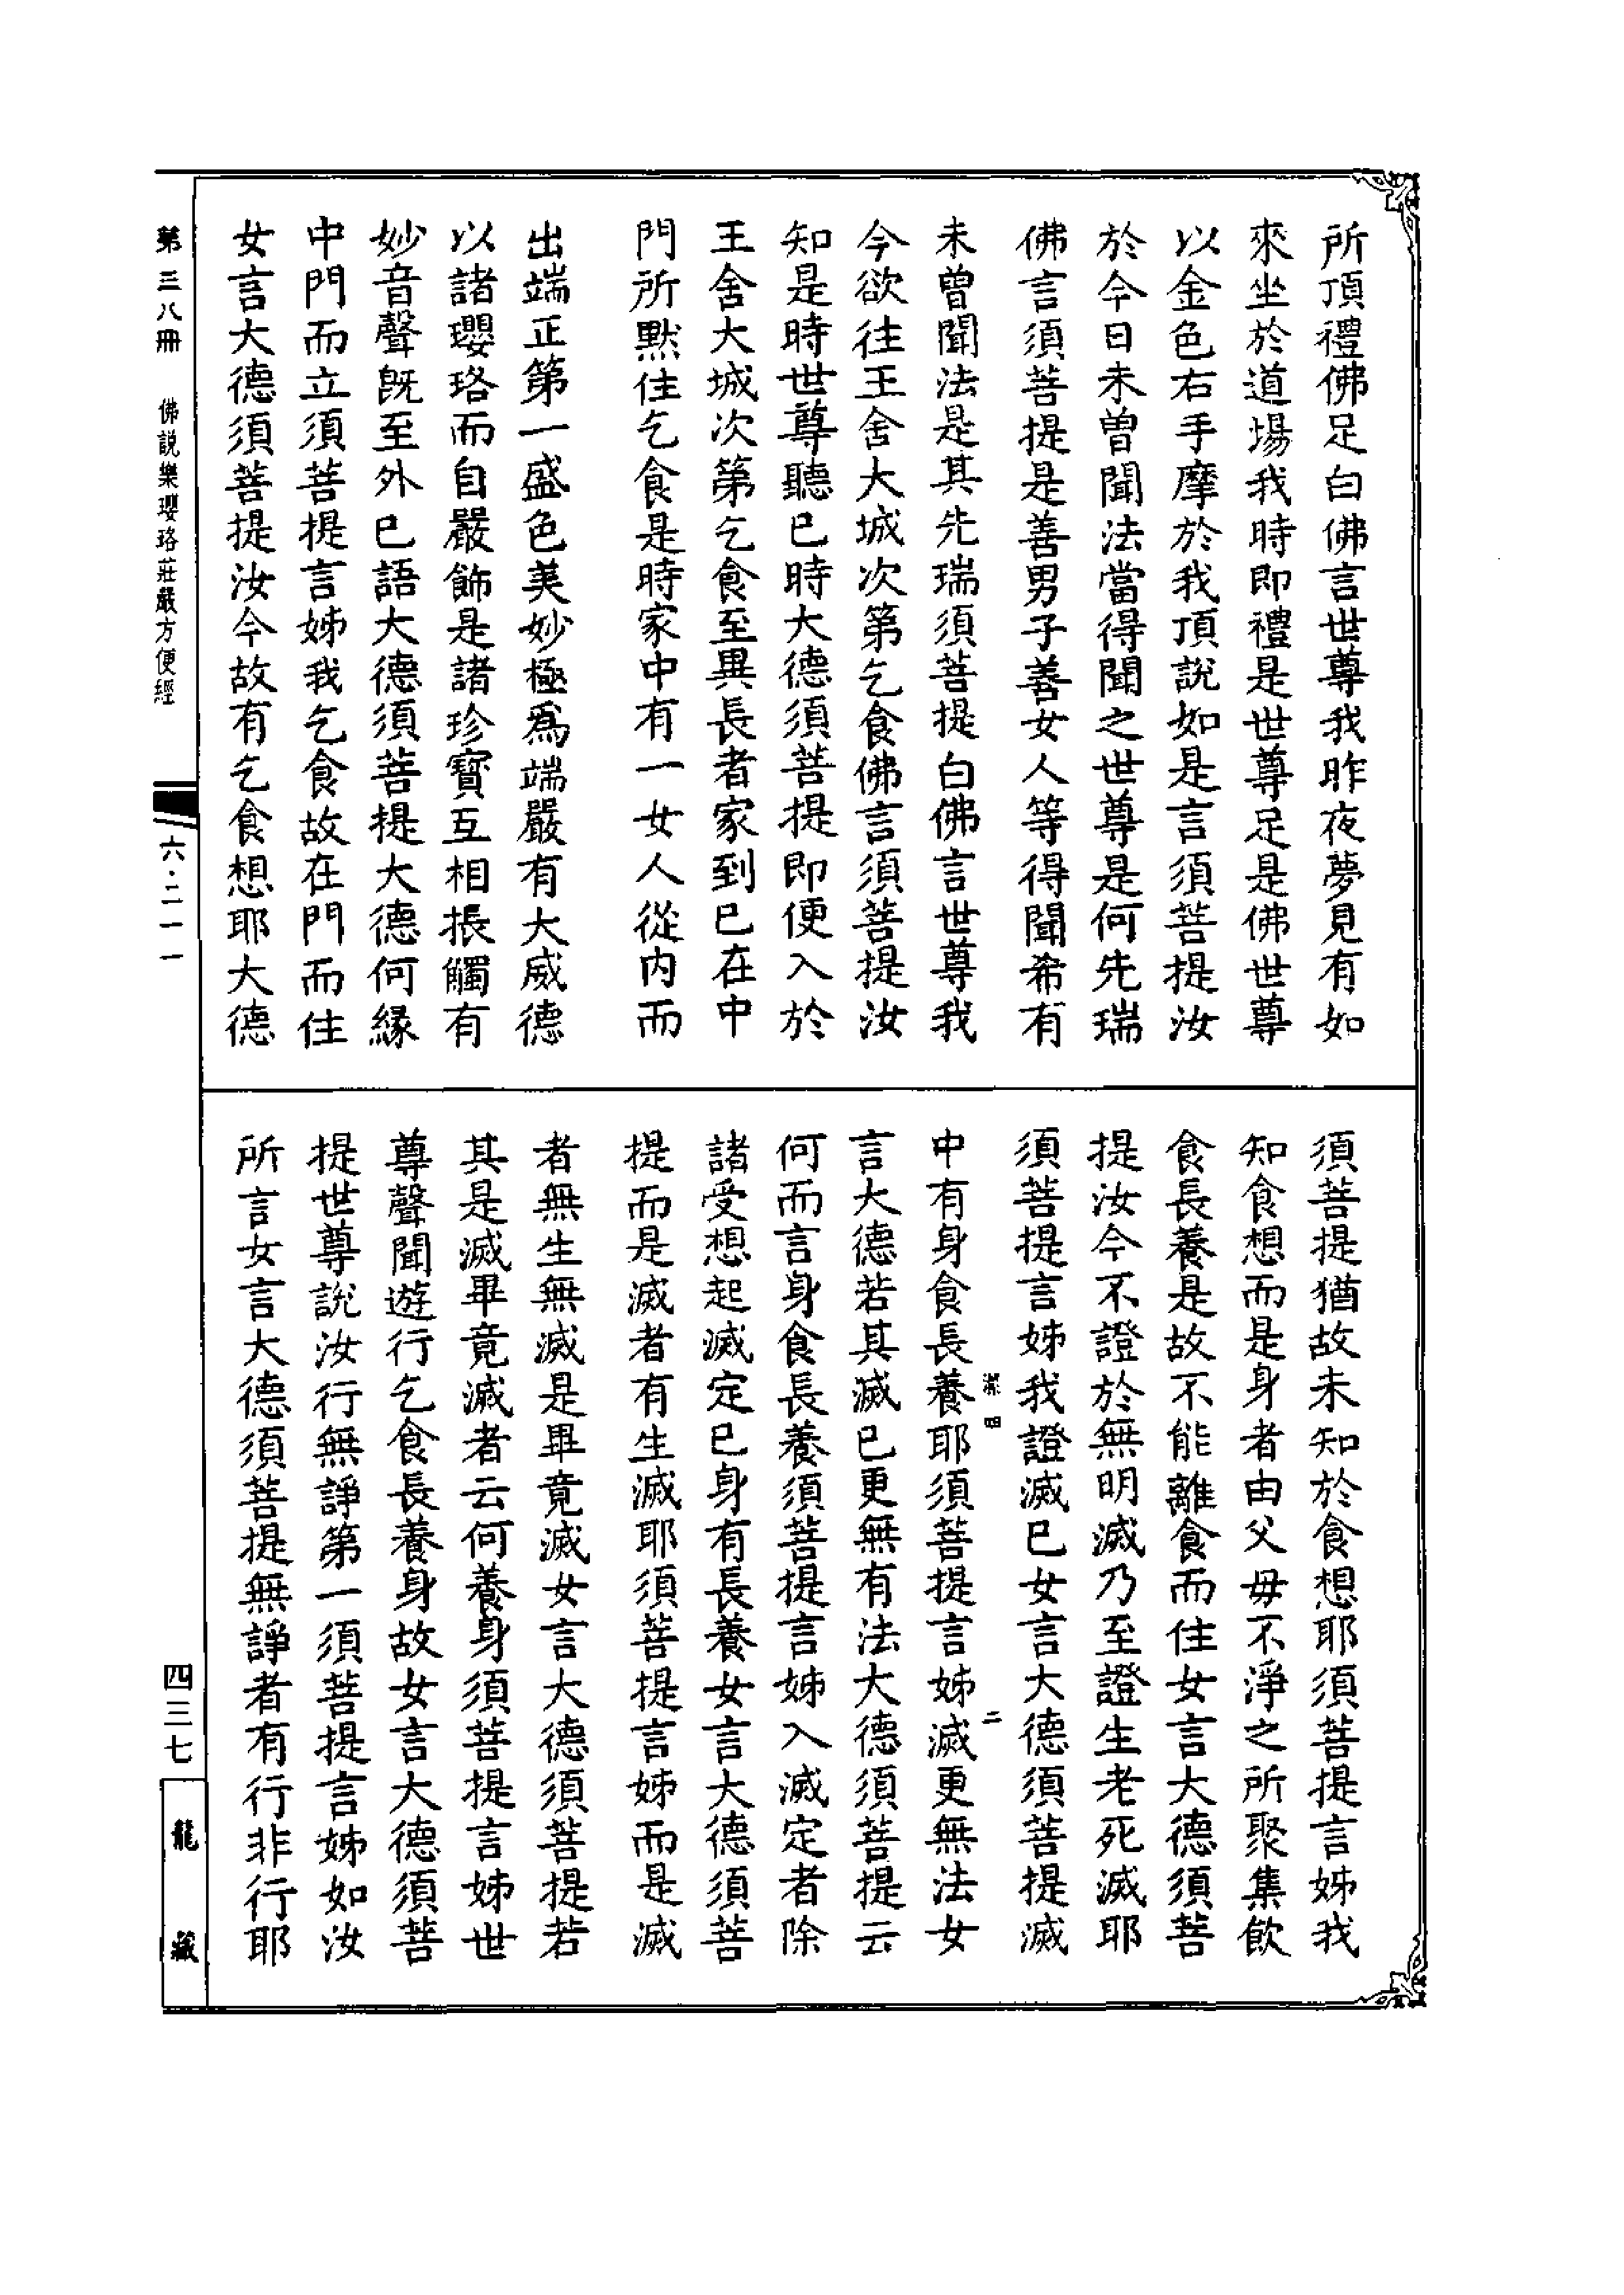 所頂禮佛足白佛言世尊我昨夜夢見有如
來坐於道場我時即禮是世尊足是佛世尊
以金色右手摩於我頂說如是言須菩提汝
於今日未曾聞法當得聞之世尊是何先瑞
佛言須菩提是善男子善女人等得聞希有
未曾聞法是其先瑞須菩提白佛言世尊我
今欲往王舍大城次第乞食佛言須菩提汝
知是時世尊聽已時大德須菩提即便入於
王舍大城次第乞食至異長者家到已在中
門所默住乞食是時家中有一女人從内而
出端正第一盛色美妙極爲端嚴有大威德
以諸瓔珞而自嚴飾是諸珍寶互相掁觸有
妙音聲旣至外已語大德須菩提大德何緣
中門而立須菩提言姊我乞食故在門而住
女言大德須菩提汝今故有乞食想耶大德
須菩提猶故未知於食想耶須菩提言姊我
知食想而是身者由父母不淨之所聚集飲
食長養是故不能離食而住女言大德須菩
提汝今不證於無明滅乃至證生老死滅耶
須菩提言姊我證滅已女言大德須菩提滅
中有身食長養耶須菩提言姊滅更無法女
言大德若其滅已更無有法大德須菩提云
何而言身食長養須菩提言姊入滅定者除
諸受想起滅定已身有長養女言大德須菩
提而是滅者有生滅耶須菩提言姊而是滅
者無生無滅是畢竟滅女言大德須菩提若
其是滅畢竟滅者云何養身須菩提言姊世
尊聲聞遊行乞食長養身故女言大德須菩
提世尊說汝行無諍第一須菩提言姊如汝
所言女言大德須菩提無諍者有行非行耶
四
二
第三八冊 佛說樂瓔珞莊嚴方便經
六·二一一
四三七
龍藏